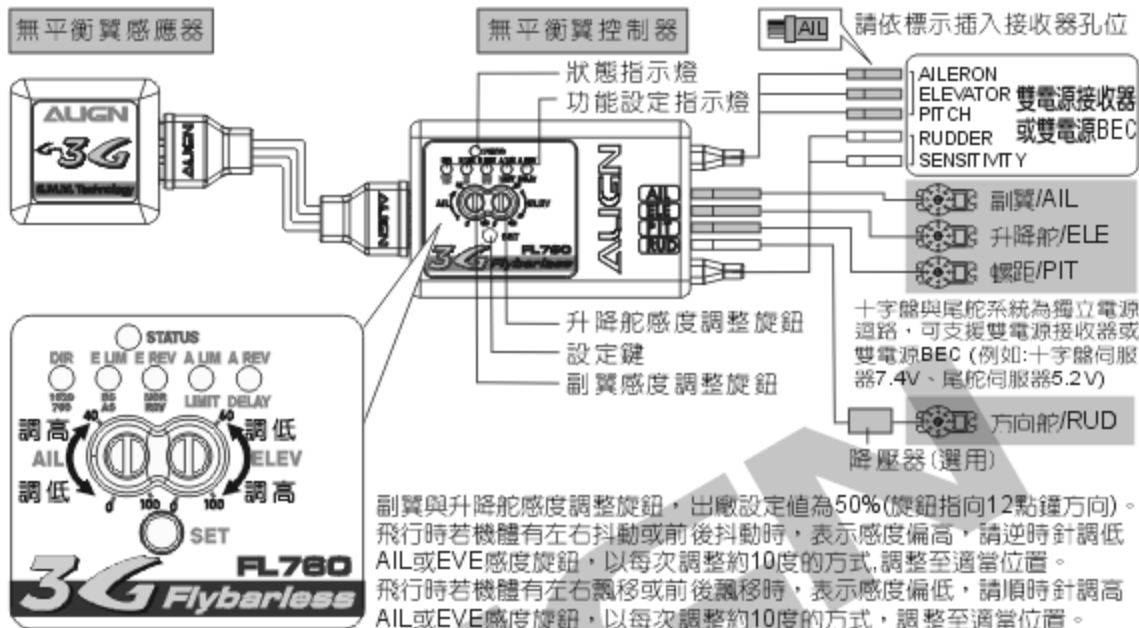 無平衡翼感應器
無平衡翼控制器
AIL
請依標示插入接收器孔位
狀態指示燈
功能設定指示燈
AILERON
ELEVATOR
PITCH
RUDDER
SENSITIVITY
雙電源接收器
或雙電源BEC
ALIGN
3G
ALIGN
ALIGN
ALIGN
AIL
ELE
PIT
RUD
AIL
SET
3G
FL760
Flybarless
副翼/AIL
升降舵/ELE
螺距/PIT
十字盤與尾舵系統為獨立電源
迴路,可支援雙電源接收器或
雙電源BEC (例如:十字盤伺服
器7.4V、尾舵伺服器5.2V)
升降舵感度調整旋鈕
設定鍵
副翼感度調整旋鈕
方向舵/RUD
降壓器(選用)
STATUS
DIR E LIM E REV A LIM A REV
1520 760
DS AS
NOR REV
LIMIT DELAY
40 60
調高 調低
AIL ELEV
調低 調高
0 100 0 100
SET
3G
FL760
Flybarless
副翼與升降舵感度調整旋鈕,出廠設定值為50%(旋鈕指向12點鐘方向)。
飛行時若機體有左右抖動或前後抖動時,表示感度偏高,請逆時針調低
AIL或EVE感度旋鈕,以每次調整約10度的方式,調整至適當位置。
飛行時若機體有左右飄移或前後飄移時,表示感度偏低,請順時針調高
AIL或EVE感度旋鈕,以每次調整約10度的方式,調整至適當位置。